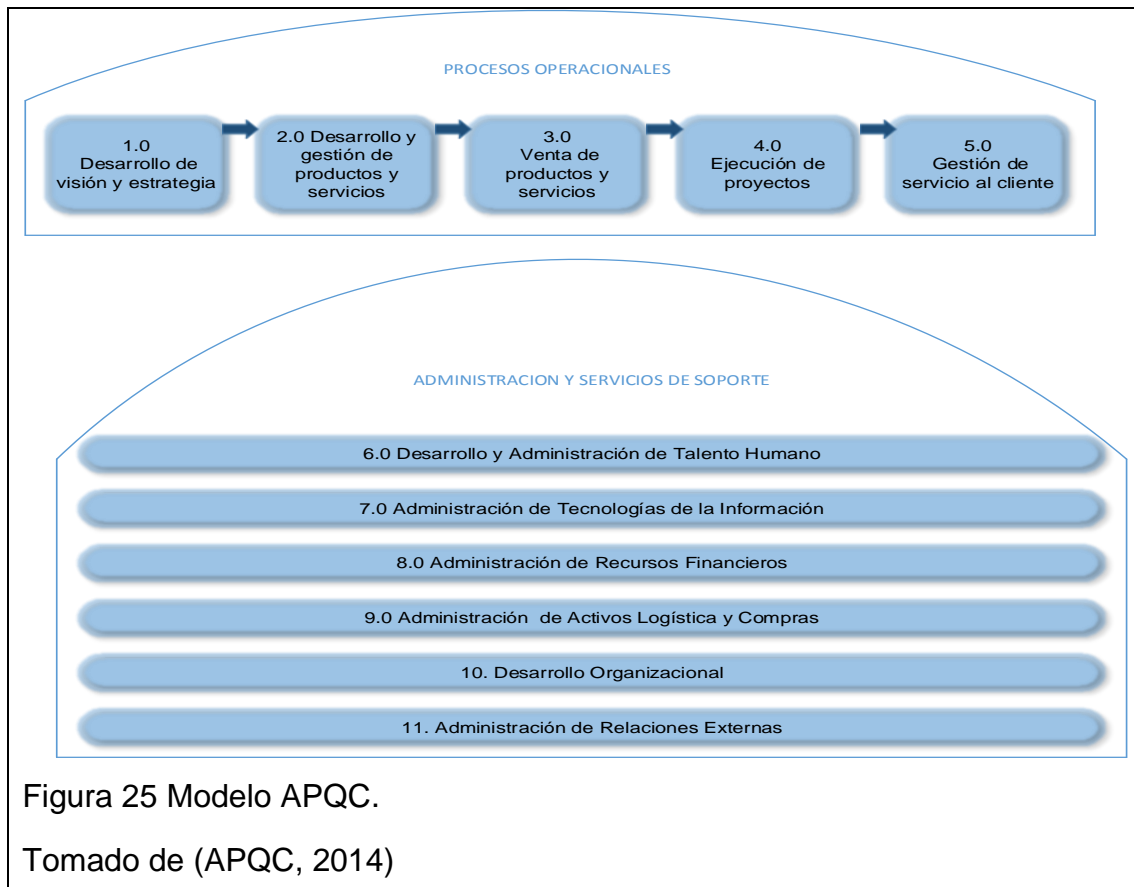 PROCESOS OPERACIONALES
1.0
Desarrollo de
visión y estrategia
2.0 Desarrollo y
gestión de
productos y
servicios
3.0
Venta de
productos y
servicios
4.0
Ejecución de
proyectos
5.0
Gestión de
servicio al cliente
ADMINISTRACION Y SERVICIOS DE SOPORTE
6.0 Desarrollo y Administración de Talento Humano
7.0 Administración de Tecnologías de la Información
8.0 Administración de Recursos Financieros
9.0 Administración de Activos Logística y Compras
10. Desarrollo Organizacional
11. Administración de Relaciones Externas
Figura 25 Modelo APQC.
Tomado de (APQC, 2014)